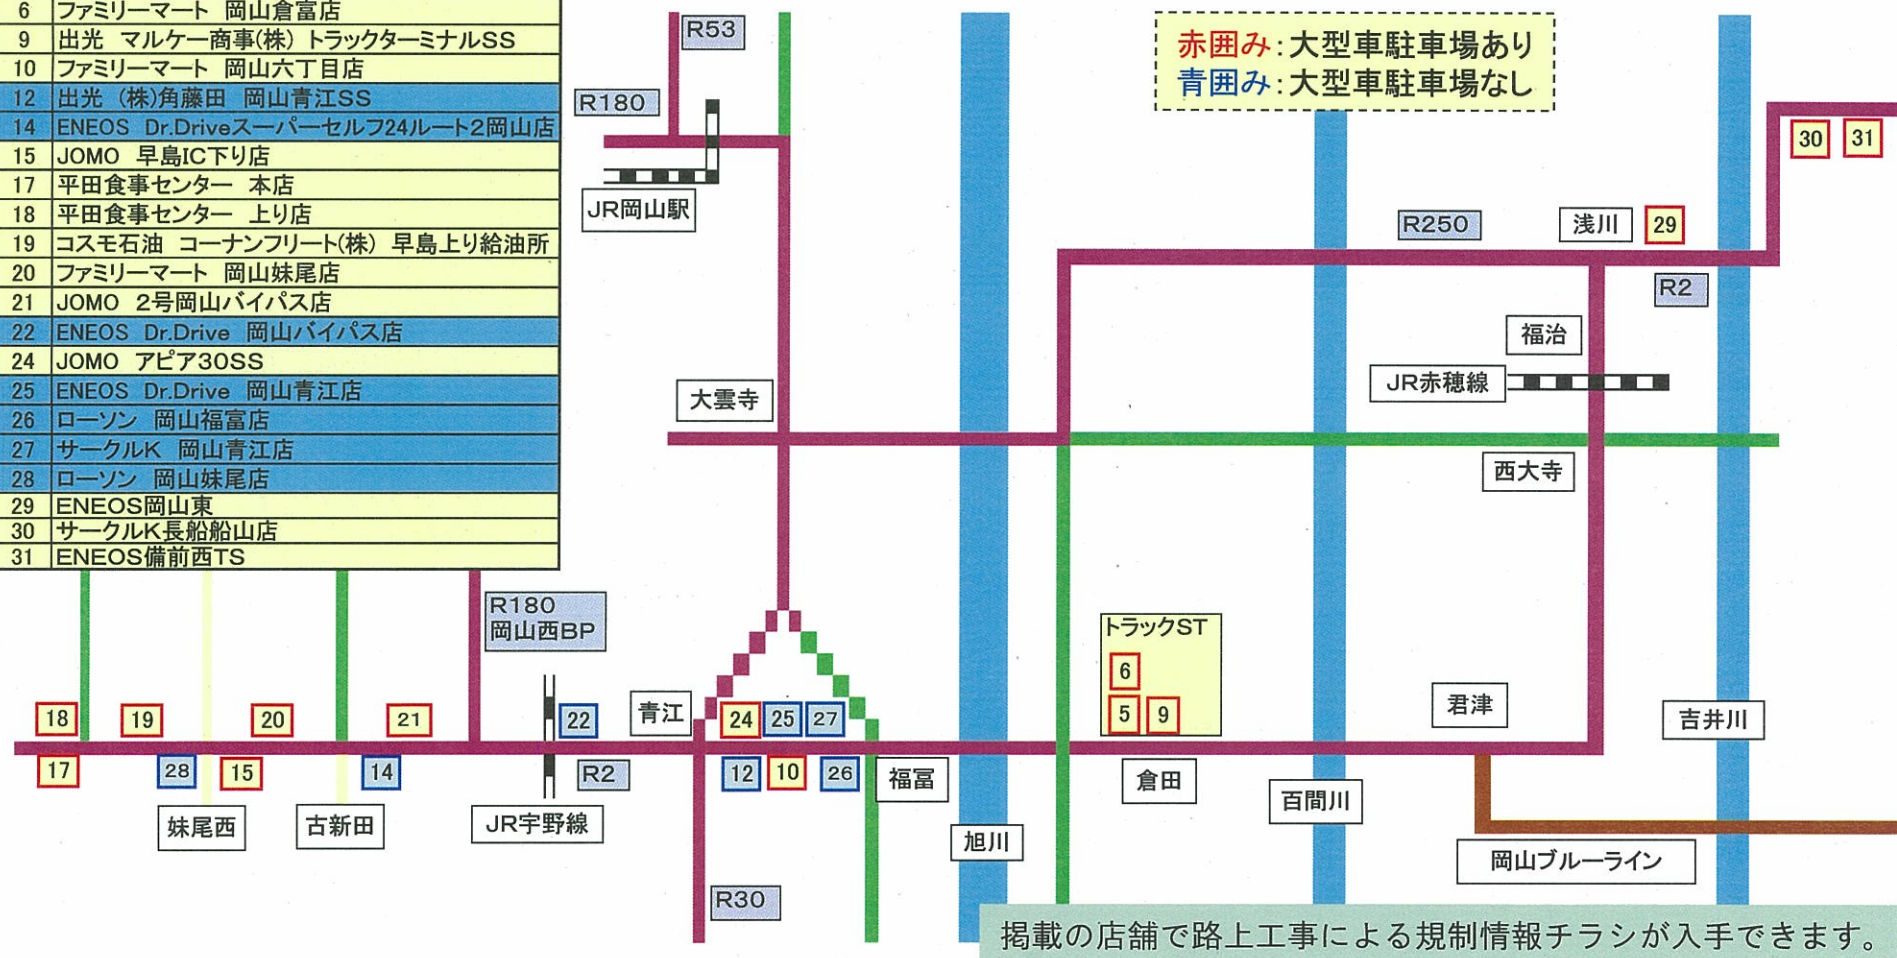 6 ファミリーマート 岡山倉富店
9 出光 マルケー商事(株) トラックターミナルSS
10 ファミリーマート 岡山六丁目店
12 出光 (株)角藤田 岡山青江SS
14 ENEOS Dr.Driveスーパーセルフ24ルート2岡山店
15 JOMO 早島IC下り店
17 平田食事センター 本店
18 平田食事センター 上り店
19 コスモ石油 コーナンフリート(株) 早島上り給油所
20 ファミリーマート 岡山妹尾店
21 JOMO 2号岡山バイパス店
22 ENEOS Dr.Drive 岡山バイパス店
24 JOMO アピア30SS
25 ENEOS Dr.Drive 岡山青江店
26 ローソン 岡山福富店
27 サークルK 岡山青江店
28 ローソン 岡山妹尾店
29 ENEOS岡山東
30 サークルK長船船山店
31 ENEOS備前西TS
R53
R180
JR岡山駅
赤囲み:大型車駐車場あり
青囲み:大型車駐車場なし
30 31
R250
浅川
29
R2
福治
JR赤穂線
大雲寺
西大寺
R180
岡山西BP
トラックST
6
5 9
君津
吉井川
18
19
20
21
22
青江
24 25 27
17
28
15
14
R2
12 10 26
福冨
倉田
百間川
妹尾西
古新田
JR宇野線
旭川
岡山ブルーライン
R30
掲載の店舗で路上工事による規制情報チラシが入手できます。